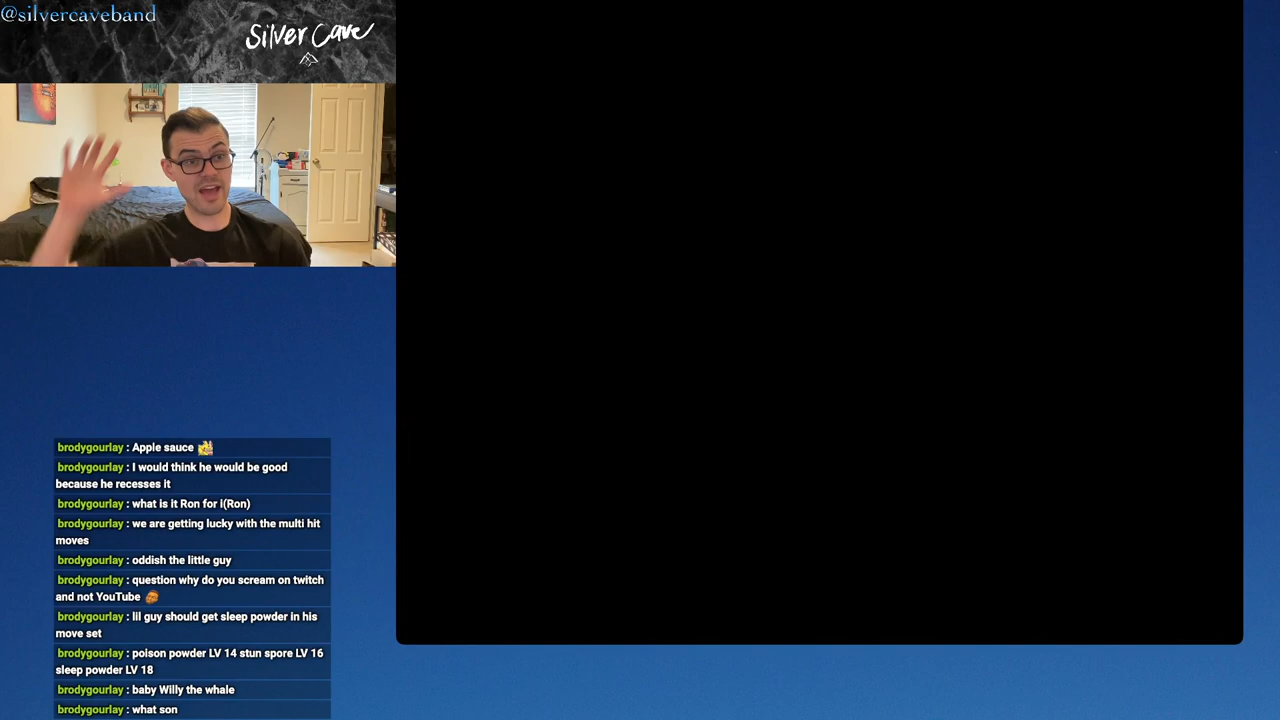 @silvercaveband
Silver Cave
brodygourlay : Apple sauce
brodygourlay : I would think he would be good
because he recesses it
brodygourlay : what is it Ron for i(Ron)
brodygourlay : we are getting lucky with the multi hit
moves
brodygourlay : oddish the little guy
brodygourlay : question why do you scream on twitch
and not YouTube
brodygourlay : lil guy should get sleep powder in his
move set
brodygourlay : poison powder LV 14 stun spore LV 16
sleep powder LV 18
brodygourlay : baby Willy the whale
brodygourlay : what son